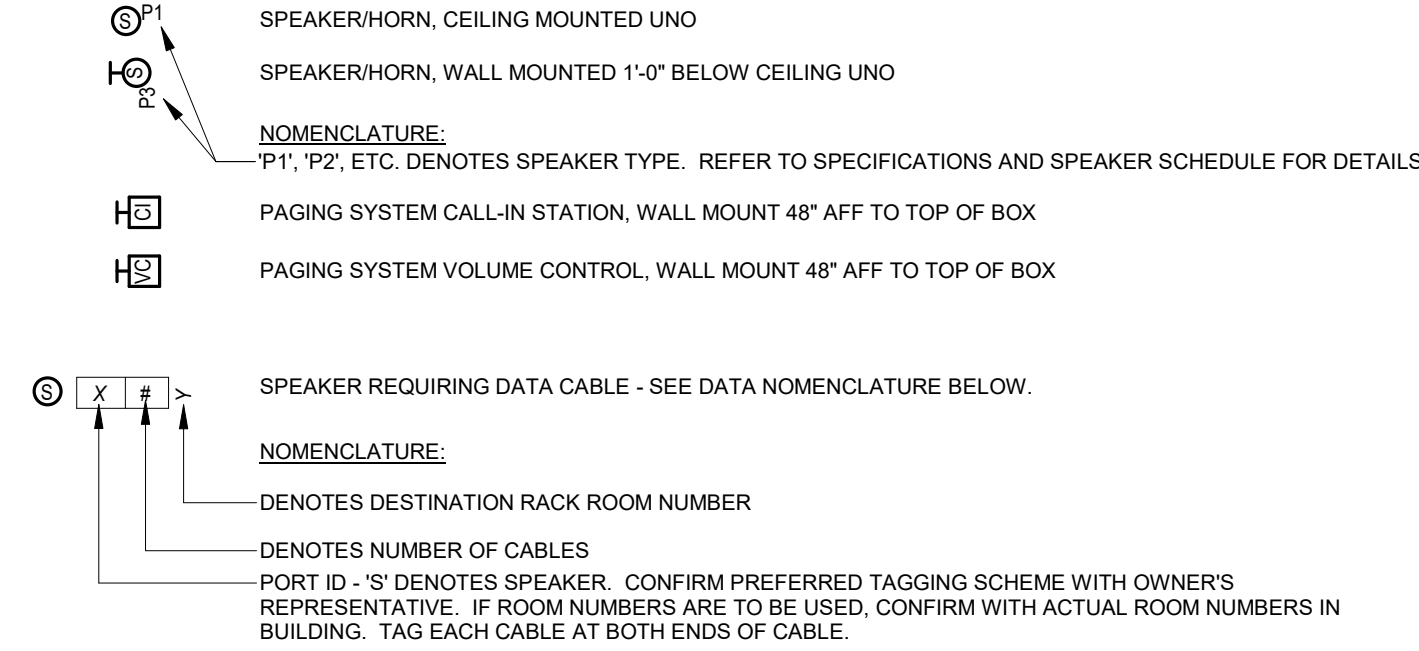 S P1 SPEAKER/HORN, CEILING MOUNTED UNO
S P3 SPEAKER/HORN, WALL MOUNTED 1'-0" BELOW CEILING UNO
NOMENCLATURE:
'P1', 'P2', ETC. DENOTES SPEAKER TYPE. REFER TO SPECIFICATIONS AND SPEAKER SCHEDULE FOR DETAILS
CI PAGING SYSTEM CALL-IN STATION, WALL MOUNT 48" AFF TO TOP OF BOX
VC PAGING SYSTEM VOLUME CONTROL, WALL MOUNT 48" AFF TO TOP OF BOX
S X # Y SPEAKER REQUIRING DATA CABLE - SEE DATA NOMENCLATURE BELOW.
NOMENCLATURE:
DENOTES DESTINATION RACK ROOM NUMBER
DENOTES NUMBER OF CABLES
PORT ID - 'S' DENOTES SPEAKER. CONFIRM PREFERRED TAGGING SCHEME WITH OWNER'S
REPRESENTATIVE. IF ROOM NUMBERS ARE TO BE USED, CONFIRM WITH ACTUAL ROOM NUMBERS IN
BUILDING. TAG EACH CABLE AT BOTH ENDS OF CABLE.